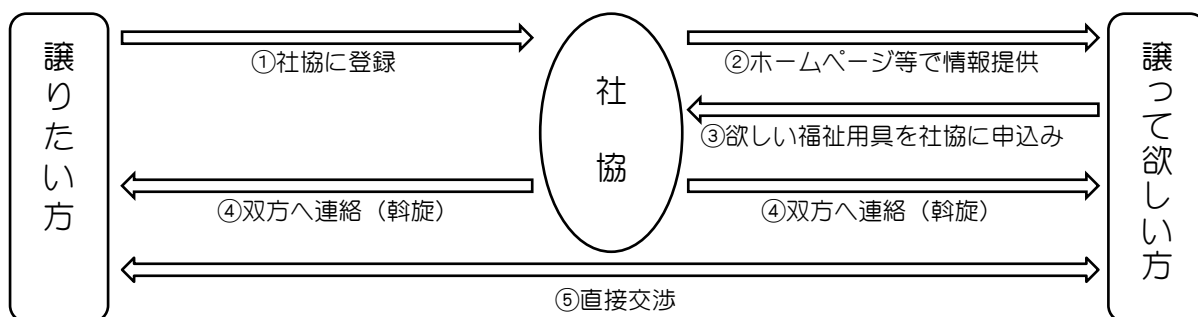 譲りたい方
①社協に登録
社協
②ホームページ等で情報提供
③欲しい福祉用具を社協に申込み
④双方へ連絡（斡旋）
④双方へ連絡（斡旋）
⑤直接交渉
譲って欲しい方